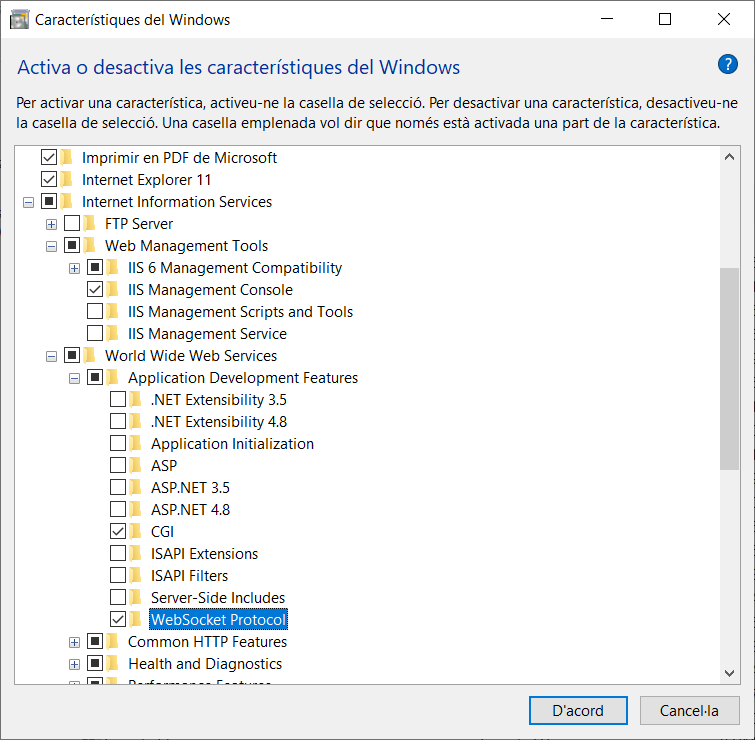 Característiques del Windows
Activa o desactiva les característiques del Windows
?
Per activar una característica, activeu-ne la casella de selecció. Per desactivar una característica, desactiveu-ne
la casella de selecció. Una casella emplenada vol dir que només està activada una part de la característica.
Imprimir en PDF de Microsoft
Internet Explorer 11
Internet Information Services
FTP Server
Web Management Tools
IIS 6 Management Compatibility
IIS Management Console
IIS Management Scripts and Tools
IIS Management Service
World Wide Web Services
Application Development Features
.NET Extensibility 3.5
.NET Extensibility 4.8
Application Initialization
ASP
ASP.NET 3.5
ASP.NET 4.8
CGI
ISAPI Extensions
ISAPI Filters
Server-Side Includes
WebSocket Protocol
Common HTTP Features
Health and Diagnostics
Performance Features
D'acord
Cancel·la